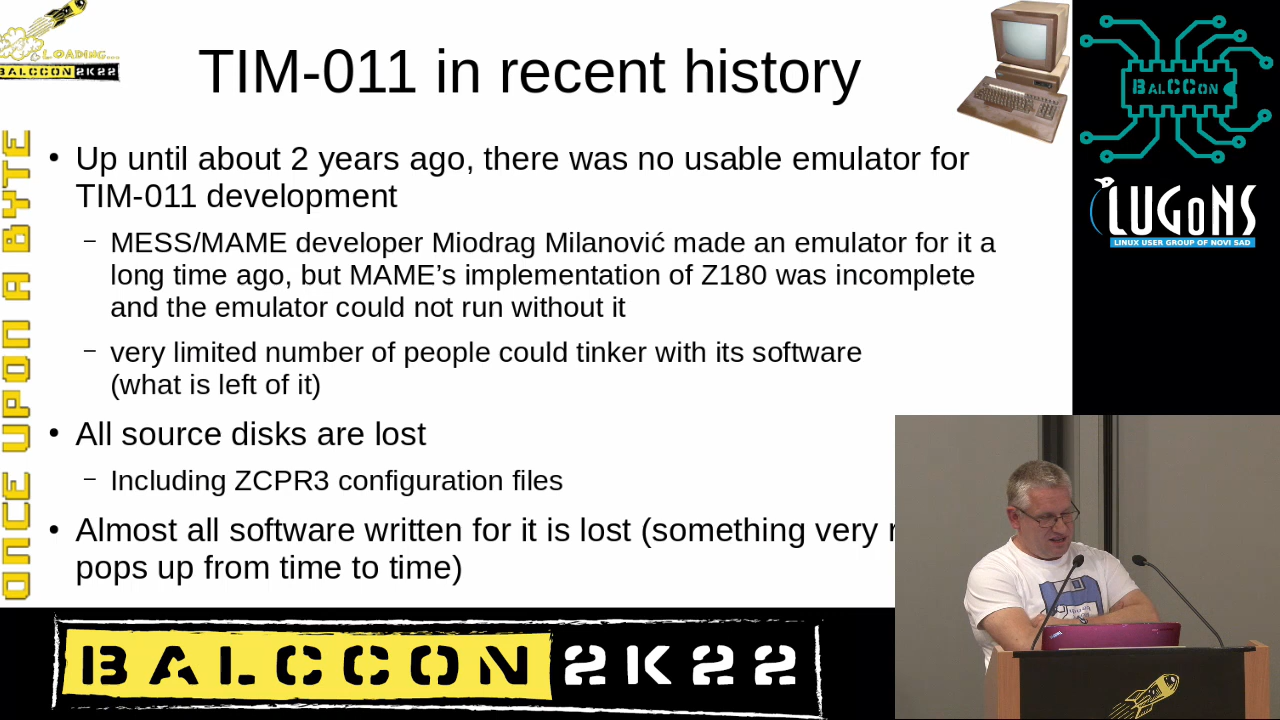 LOADING...
BALCCON2K22
TIM-011 in recent history
BALCCON
LUGONS
LINUX USER GROUP OF NOVI SAD
ONCE UPON A BYTE
• Up until about 2 years ago, there was no usable emulator for
TIM-011 development
– MESS/MAME developer Miodrag Milanović made an emulator for it a
long time ago, but MAME’s implementation of Z180 was incomplete
and the emulator could not run without it
– very limited number of people could tinker with its software
(what is left of it)
• All source disks are lost
– Including ZCPR3 configuration files
• Almost all software written for it is lost (something very
pops up from time to time)
BALCCON 2K22